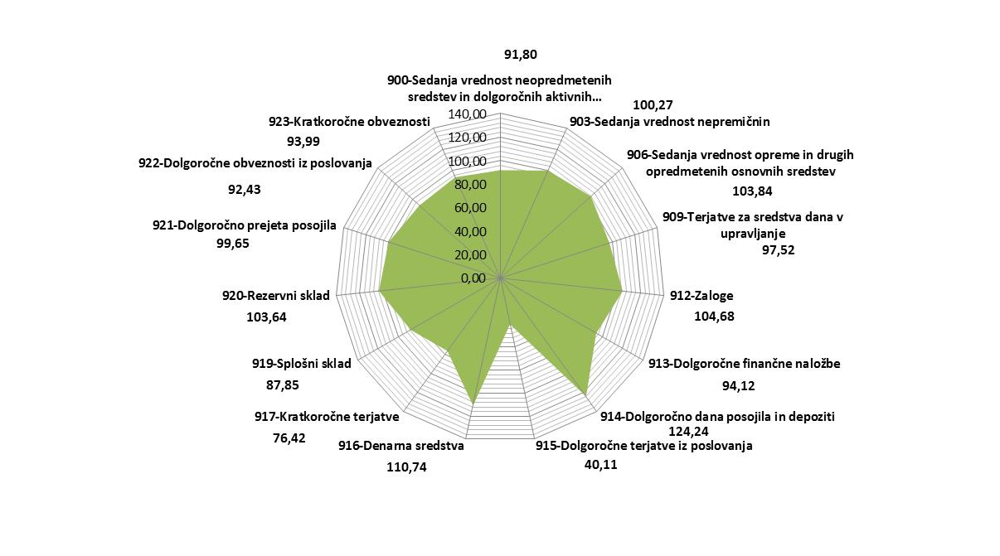 91,80
900-Sedanja vrednost neopredmetenih
sredstev in dolgoročnih aktivnih...
100,27
903-Sedanja vrednost nepremičnin
906-Sedanja vrednost opreme in drugih
opredmetenih osnovnih sredstev
103,84
909-Terjatve za sredstva dana v
upravljanje
97,52
912-Zaloge
104,68
913-Dolgoročne finančne naložbe
94,12
914-Dolgoročno dana posojila in depoziti
124,24
915-Dolgoročne terjatve iz poslovanja
40,11
916-Denarna sredstva
110,74
917-Kratkoročne terjatve
76,42
919-Splošni sklad
87,85
920-Rezervni sklad
103,64
921-Dolgoročno prejeta posojila
99,65
922-Dolgoročne obveznosti iz poslovanja
92,43
923-Kratkoročne obveznosti
93,99
140,00
120,00
100,00
80,00
60,00
40,00
20,00
0,00